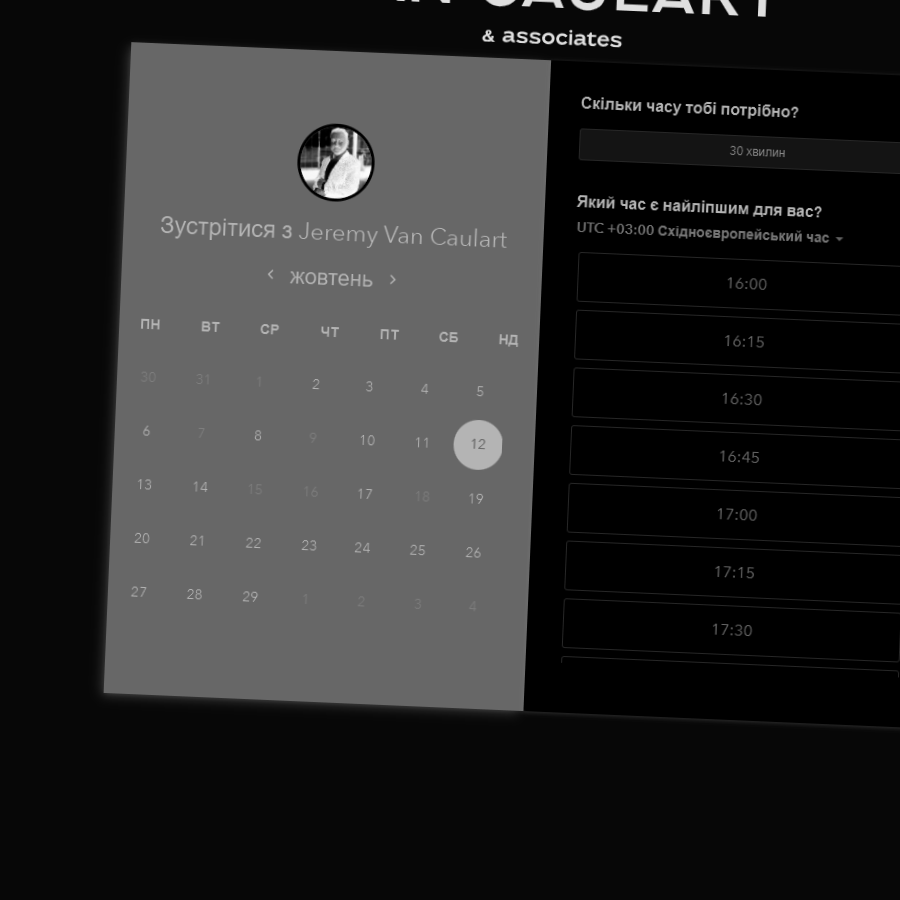 & associates
Зустрітися з Jeremy Van Caulart
жовтень
ПН ВТ СР ЧТ ПТ СБ НД
30 31 1 2 3 4 5
6 7 8 9 10 11 12
13 14 15 16 17 18 19
20 21 22 23 24 25 26
27 28 29 1 2 3 4
Скільки часу тобі потрібно?
30 хвилин
Який час є найліпшим для вас?
UTC +03:00 Східноєвропейський час
16:00
16:15
16:30
16:45
17:00
17:15
17:30